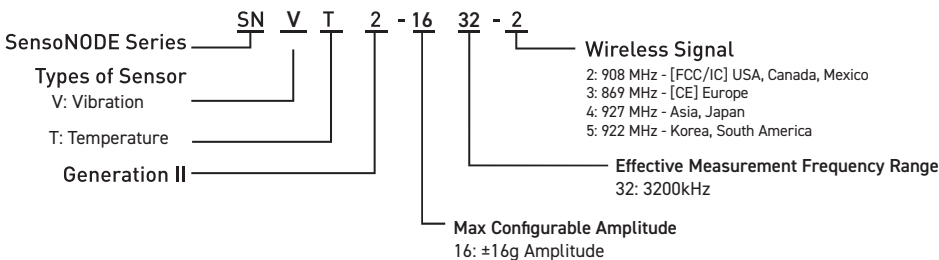 SN V T 2 - 16 32 - 2
SensoNODE Series
Types of Sensor
V: Vibration
T: Temperature
Generation II
Wireless Signal
2: 908 MHz - [FCC/IC] USA, Canada, Mexico
3: 869 MHz - [CE] Europe
4: 927 MHz - Asia, Japan
5: 922 MHz - Korea, South America
Effective Measurement Frequency Range
32: 3200kHz
Max Configurable Amplitude
16: ±16g Amplitude